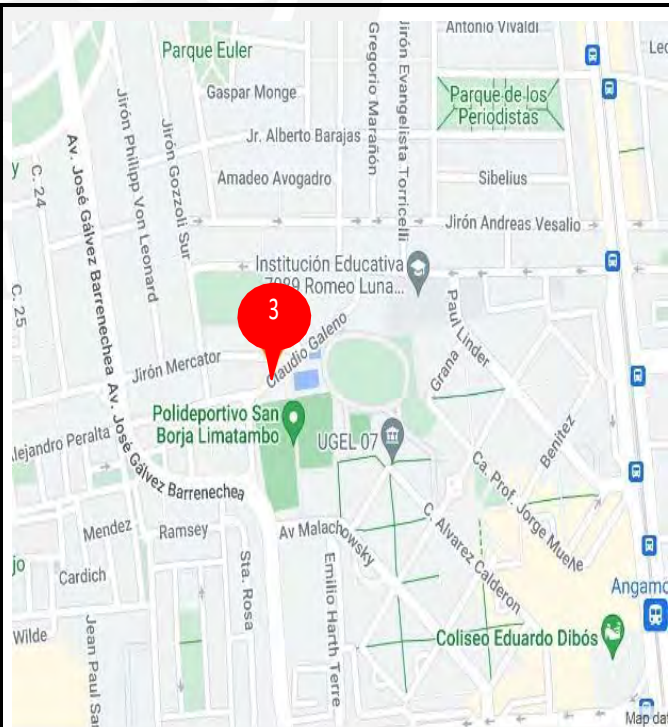 Antonio Vivaldi
Parque Euler
Gaspar Monge
Gregorio Marañón
Jirón Evangelista Torricelli
Parque de los
Periodistas
Jr. Alberto Barajas
Amadeo Avogadro
Sibelius
Jirón Andreas Vesalio
C. 24
C. 25
Av. José Gálvez Barrenechea
Jirón Philipp Von Leonard
Jirón Gozzoli Sur
Institución Educativa
7089 Romeo Luna...
3
Claudio Galeno
Jirón Mercator
Paul Linder
Grana
Benitez
Polideportivo San
Borja Limatambo
Alejandro Peralta
Av. José Gálvez Barrenechea
UGEL 07
Ca. Prof. Jorge Muelle
C. Alvarez Calderon
Mendez
Ramsey
Av Malachowsky
Cardich
Sta. Rosa
Emilio Harth Terre
Angamo
Wilde
Coliseo Eduardo Dibós
Map da